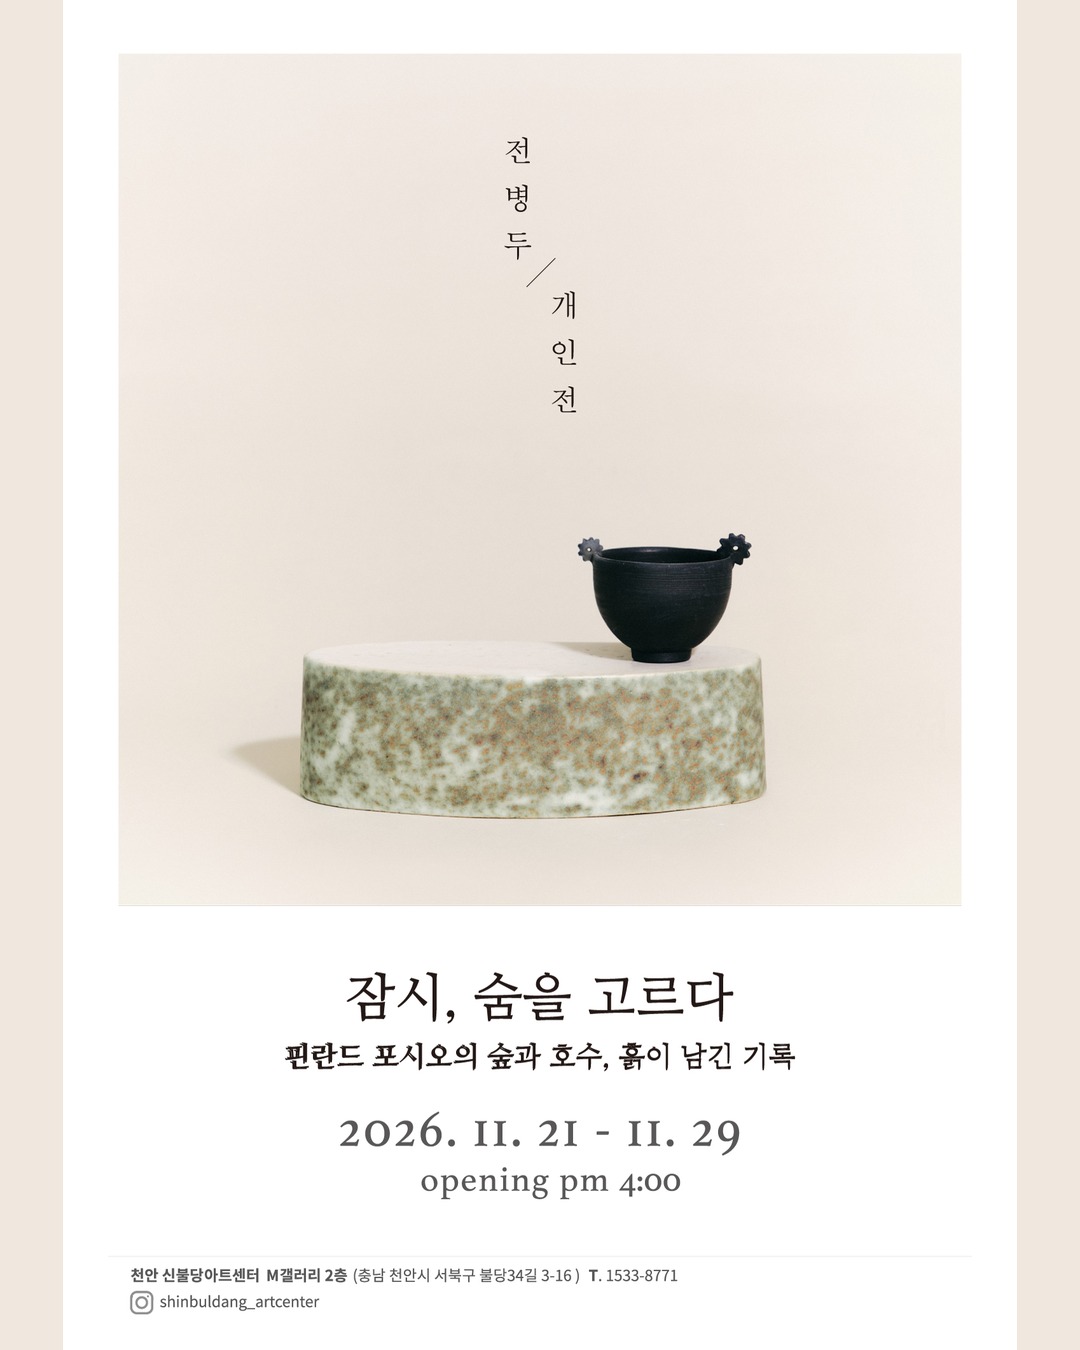 전병두
개인전
잠시, 숨을 고르다
핀란드 포시오의 숲과 호수, 흙이 남긴 기록
2026. 11. 21 - 11. 29
opening pm 4:00
천안 신불당아트센터 M갤러리 2층 (충남 천안시 서북구 불당34길 3-16 ) T. 1533-8771
shinbuldang_artcenter